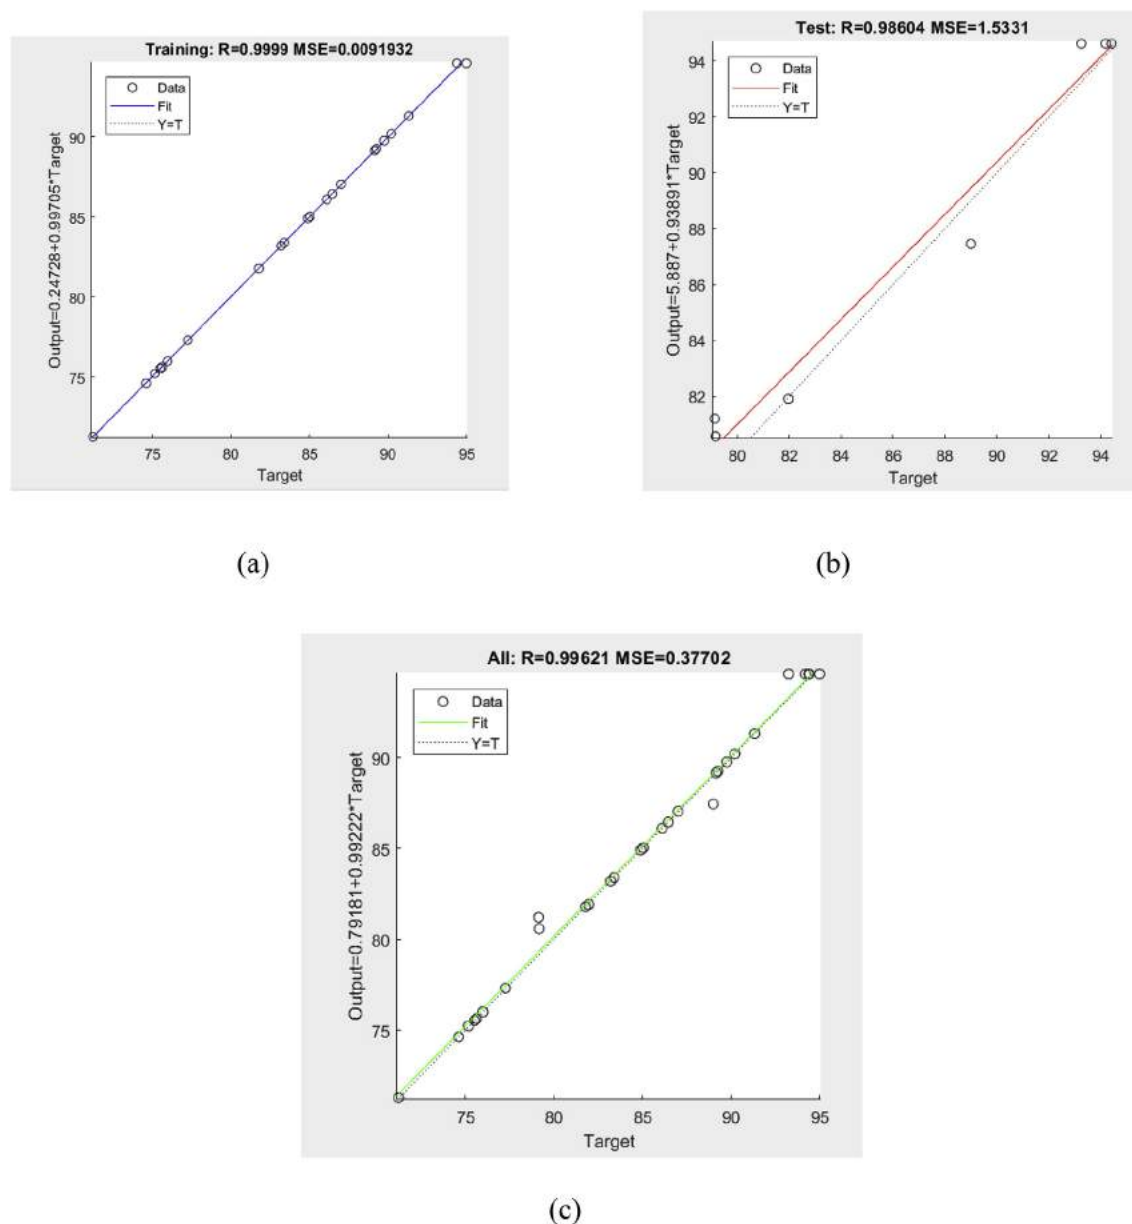 Training: R=0.9999 MSE=0.0091932
Data
Fit
Y=T
Output=0.24728+0.99705*Target
90
85
80
75
75 80 85 90 95
Target
(a)
Test: R=0.98604 MSE=1.5331
Data
Fit
Y=T
Output=5.887+0.93891*Target
94
92
90
88
86
84
82
80 82 84 86 88 90 92 94
Target
(b)
All: R=0.99621 MSE=0.37702
Data
Fit
Y=T
Output=0.79181+0.99222*Target
90
85
80
75
75 80 85 90 95
Target
(c)